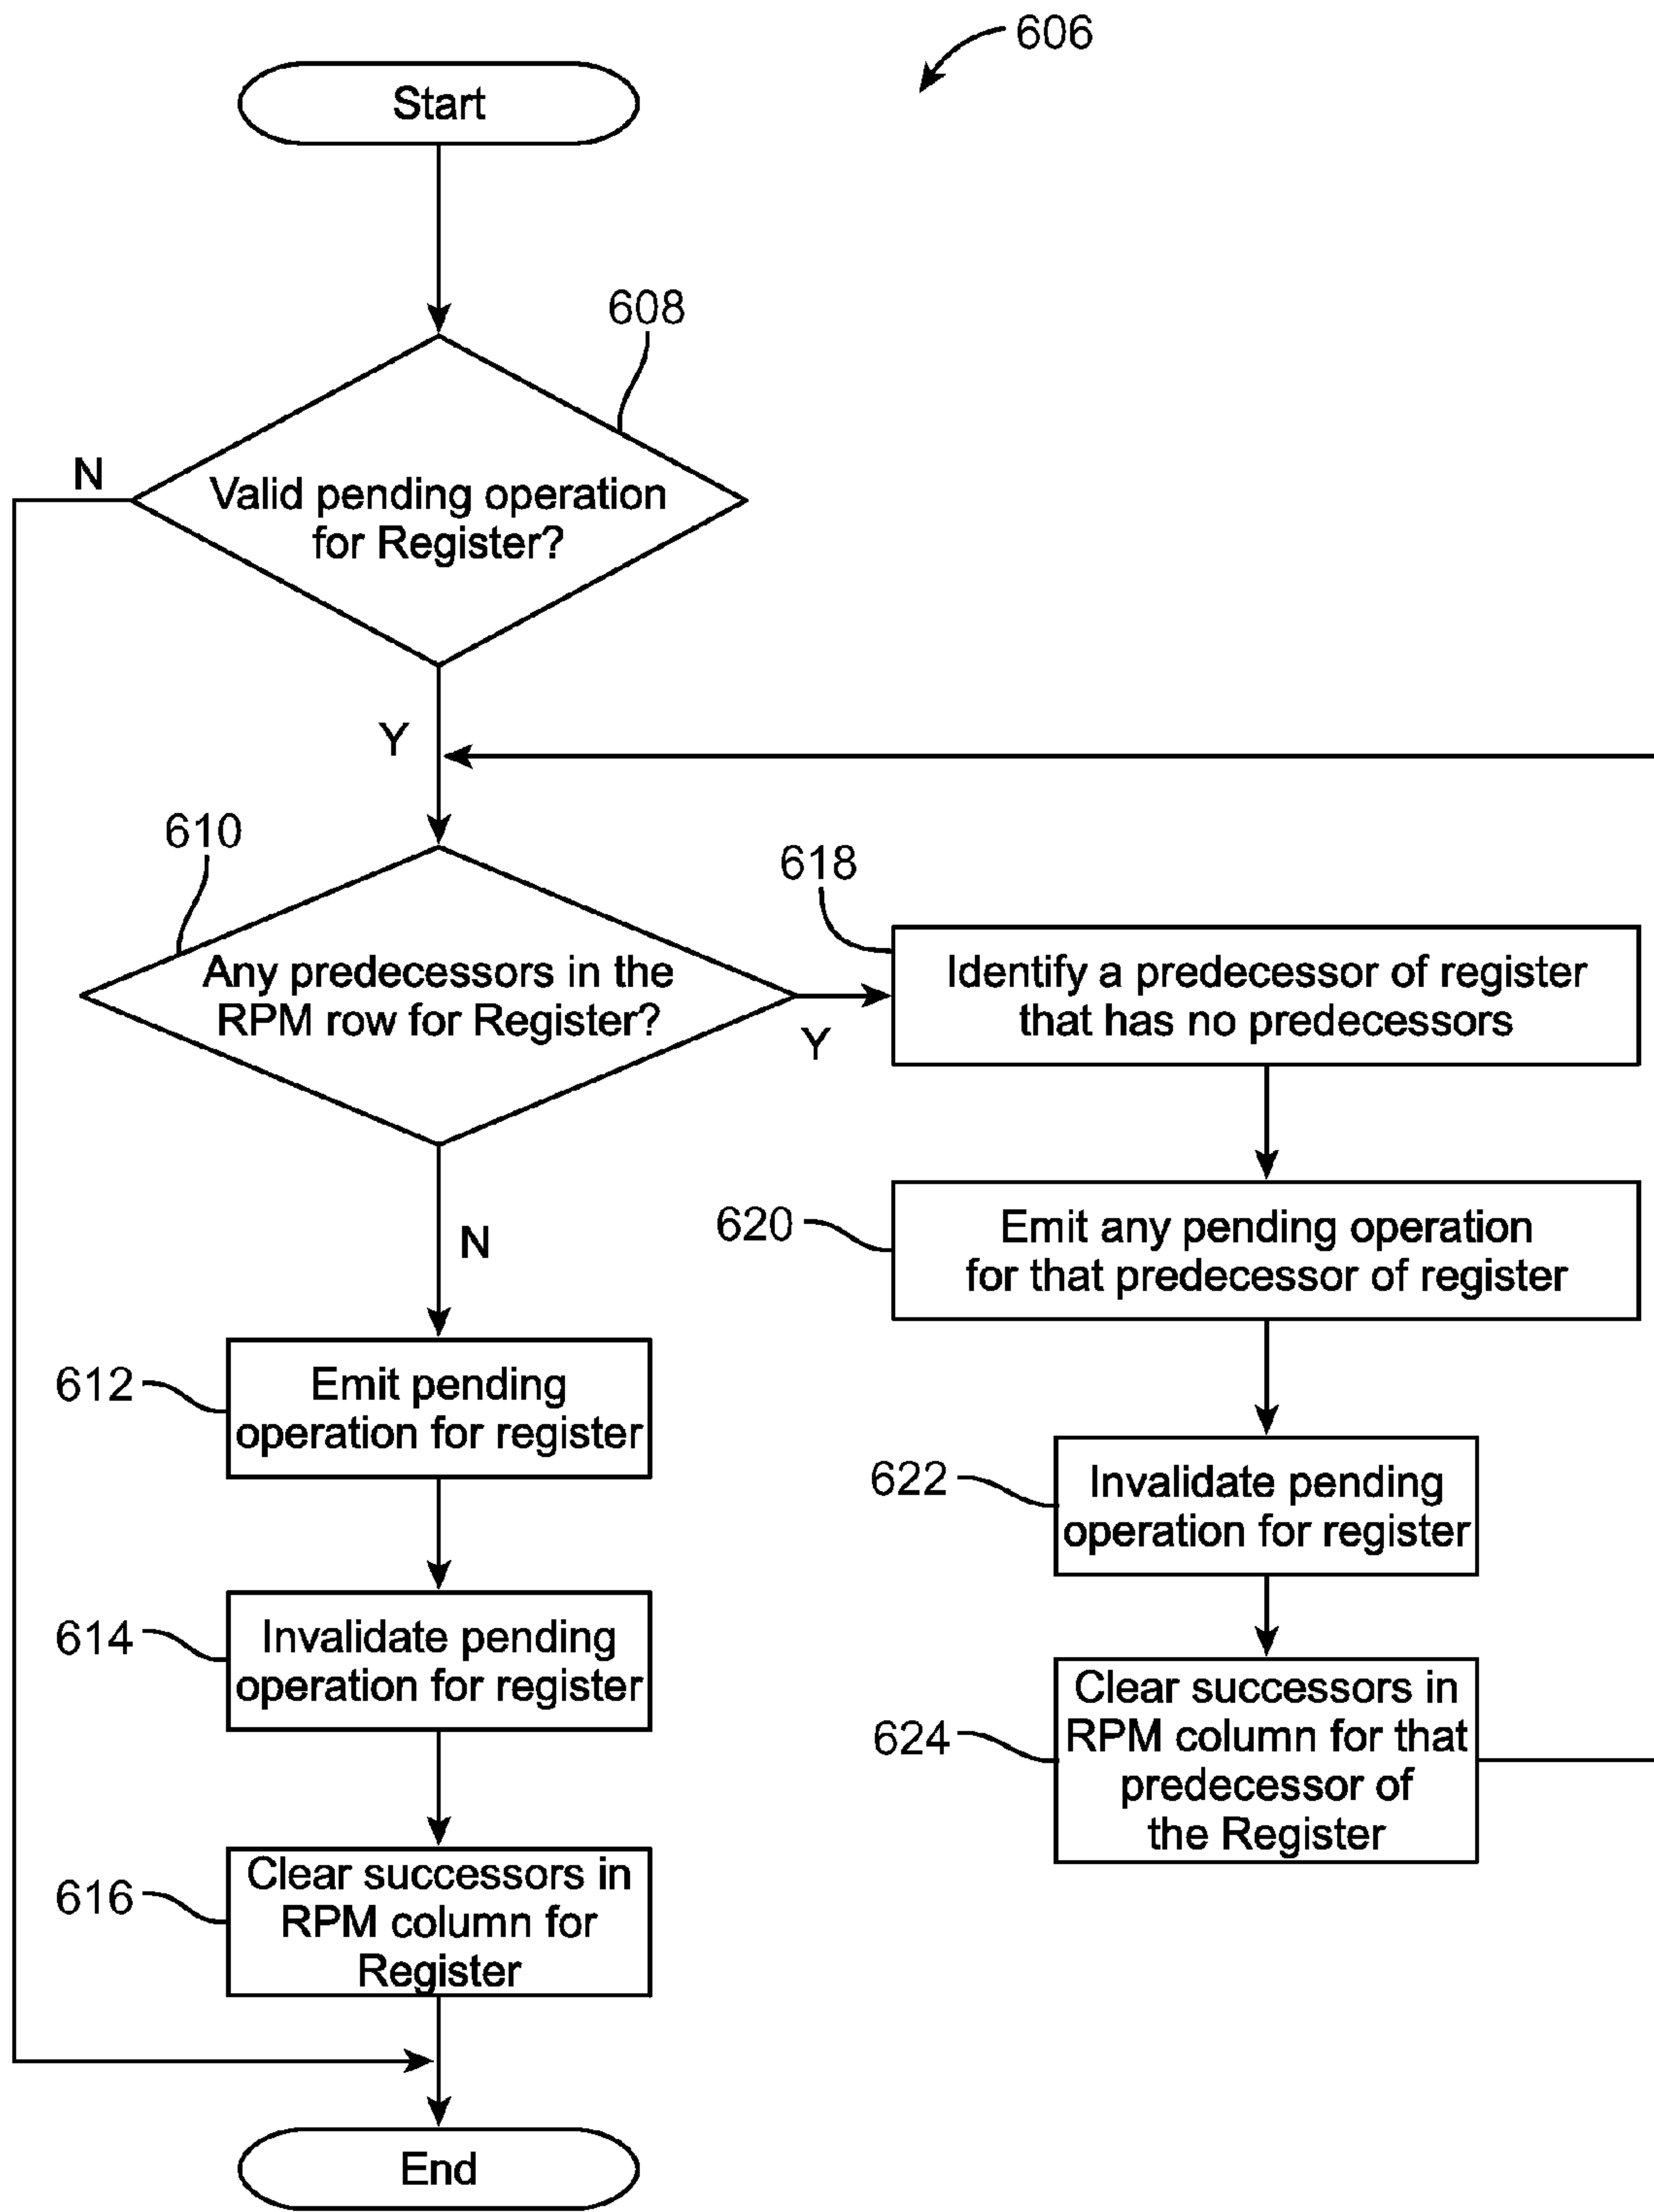 606
Start
608
N
Valid pending operation
for Register?
Y
610
618
Any predecessors in the
RPM row for Register?
Y
Identify a predecessor of register
that has no predecessors
N
620
Emit any pending operation
for that predecessor of register
612
Emit pending
operation for register
622
Invalidate pending
operation for register
614
Invalidate pending
operation for register
624
Clear successors in
RPM column for that
predecessor of
the Register
616
Clear successors in
RPM column for
Register
End